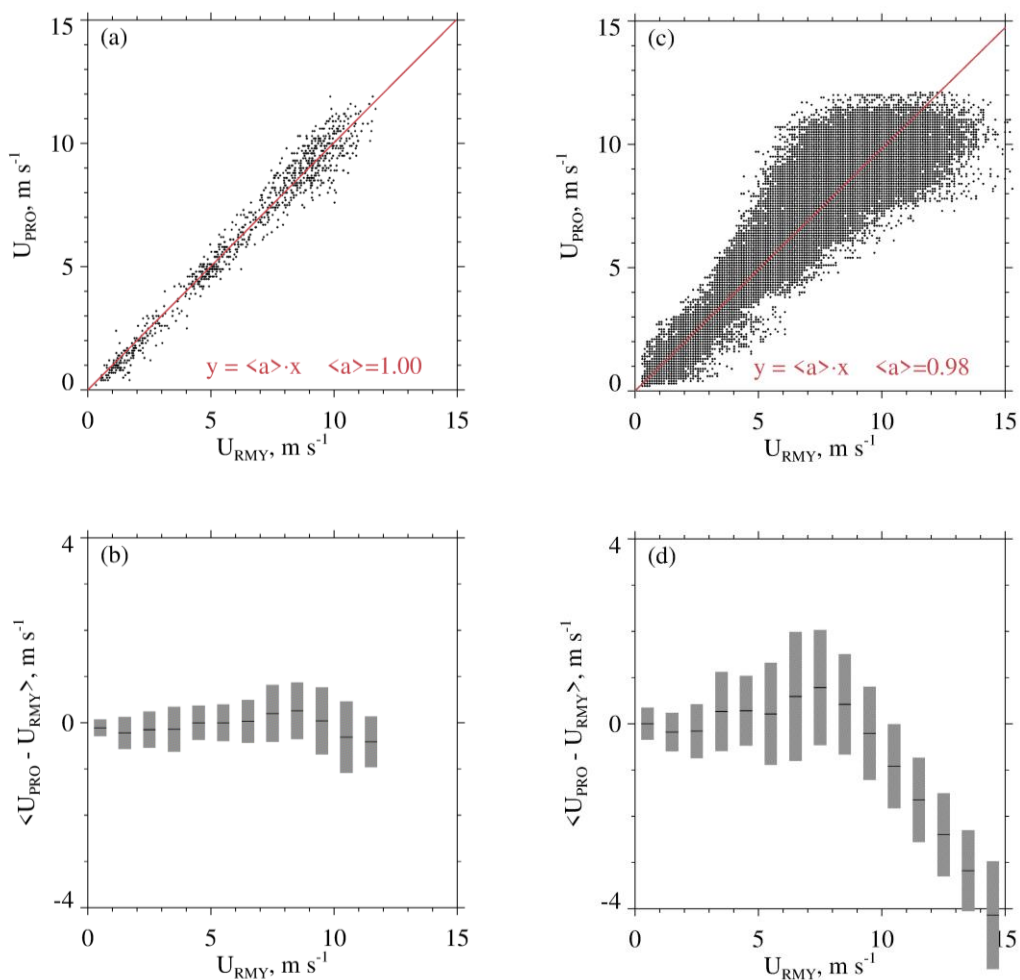 (a)
15
10
5
0
U_PRO, m s⁻¹
y = <a>·x <a>=1.00
0 5 10 15
U_RMY, m s⁻¹
(c)
15
10
5
0
U_PRO, m s⁻¹
y = <a>·x <a>=0.98
0 5 10 15
U_RMY, m s⁻¹
(b)
4
0
-4
<U_PRO - U_RMY>, m s⁻¹
0 5 10 15
U_RMY, m s⁻¹
(d)
4
0
-4
<U_PRO - U_RMY>, m s⁻¹
0 5 10 15
U_RMY, m s⁻¹